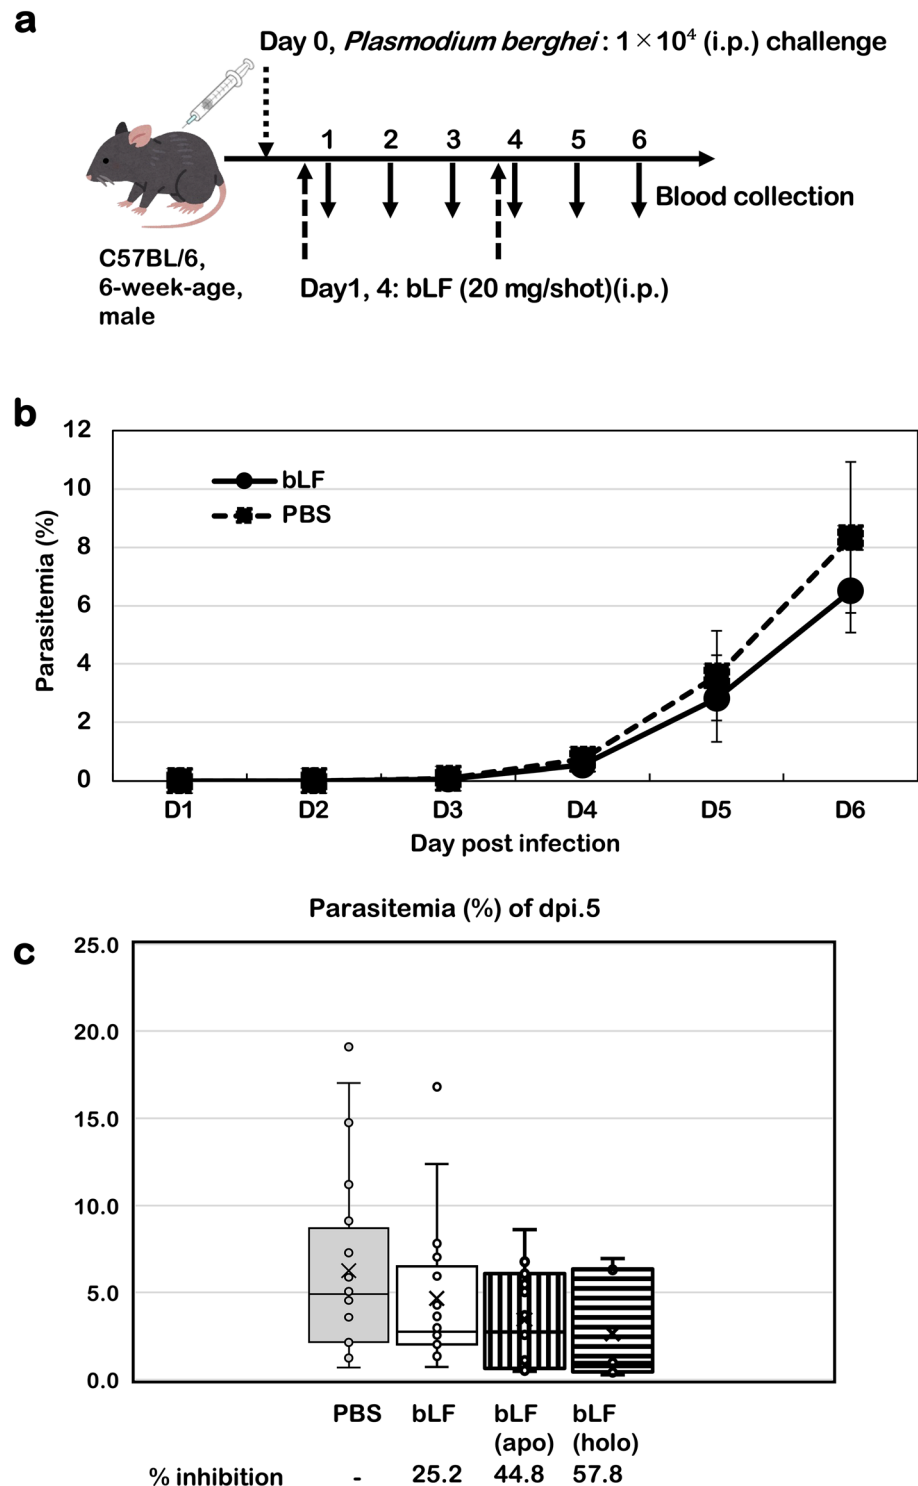 a
Day 0, Plasmodium berghei : 1 × 10⁴ (i.p.) challenge
1 2 3 4 5 6
Blood collection
C57BL/6,
6-week-age,
male
Day1, 4: bLF (20 mg/shot)(i.p.)
b
12
10
8
6
4
2
0
Parasitemia (%)
bLF
PBS
D1 D2 D3 D4 D5 D6
Day post infection
Parasitemia (%) of dpi.5
c
25.0
20.0
15.0
10.0
5.0
0.0
PBS bLF bLF bLF
(apo) (holo)
% inhibition - 25.2 44.8 57.8